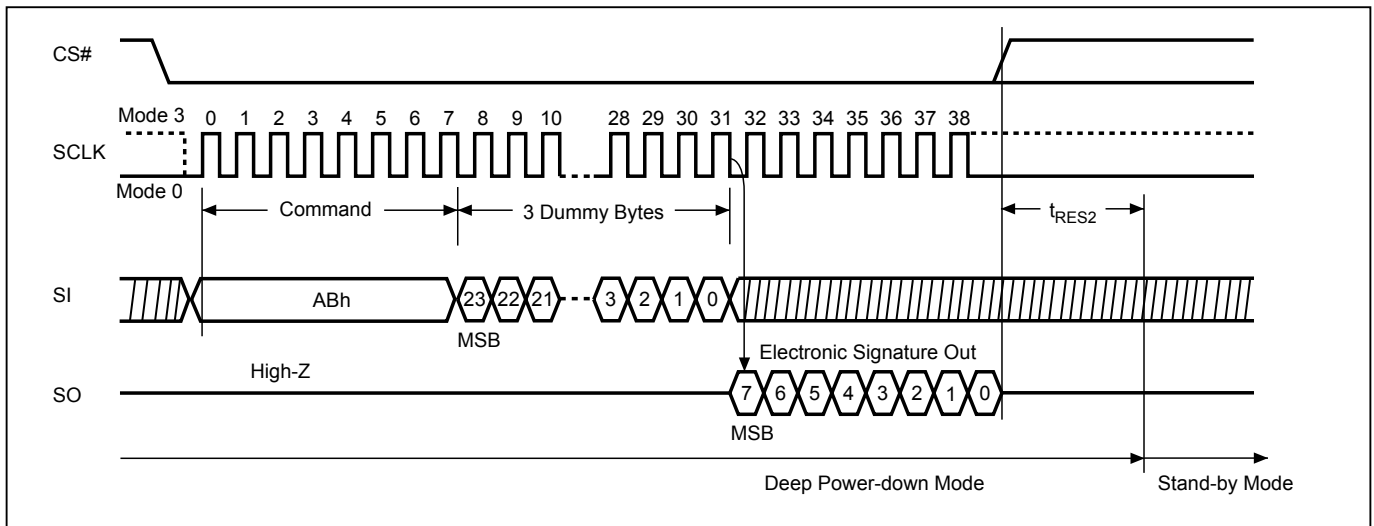 CS#
Mode 3 0 1 2 3 4 5 6 7 8 9 10 28 29 30 31 32 33 34 35 36 37 38
SCLK
Mode 0
Command 3 Dummy Bytes tRES2
SI ABh 23 22 21 3 2 1 0
MSB
Electronic Signature Out
High-Z
SO 7 6 5 4 3 2 1 0
MSB
Deep Power-down Mode Stand-by Mode